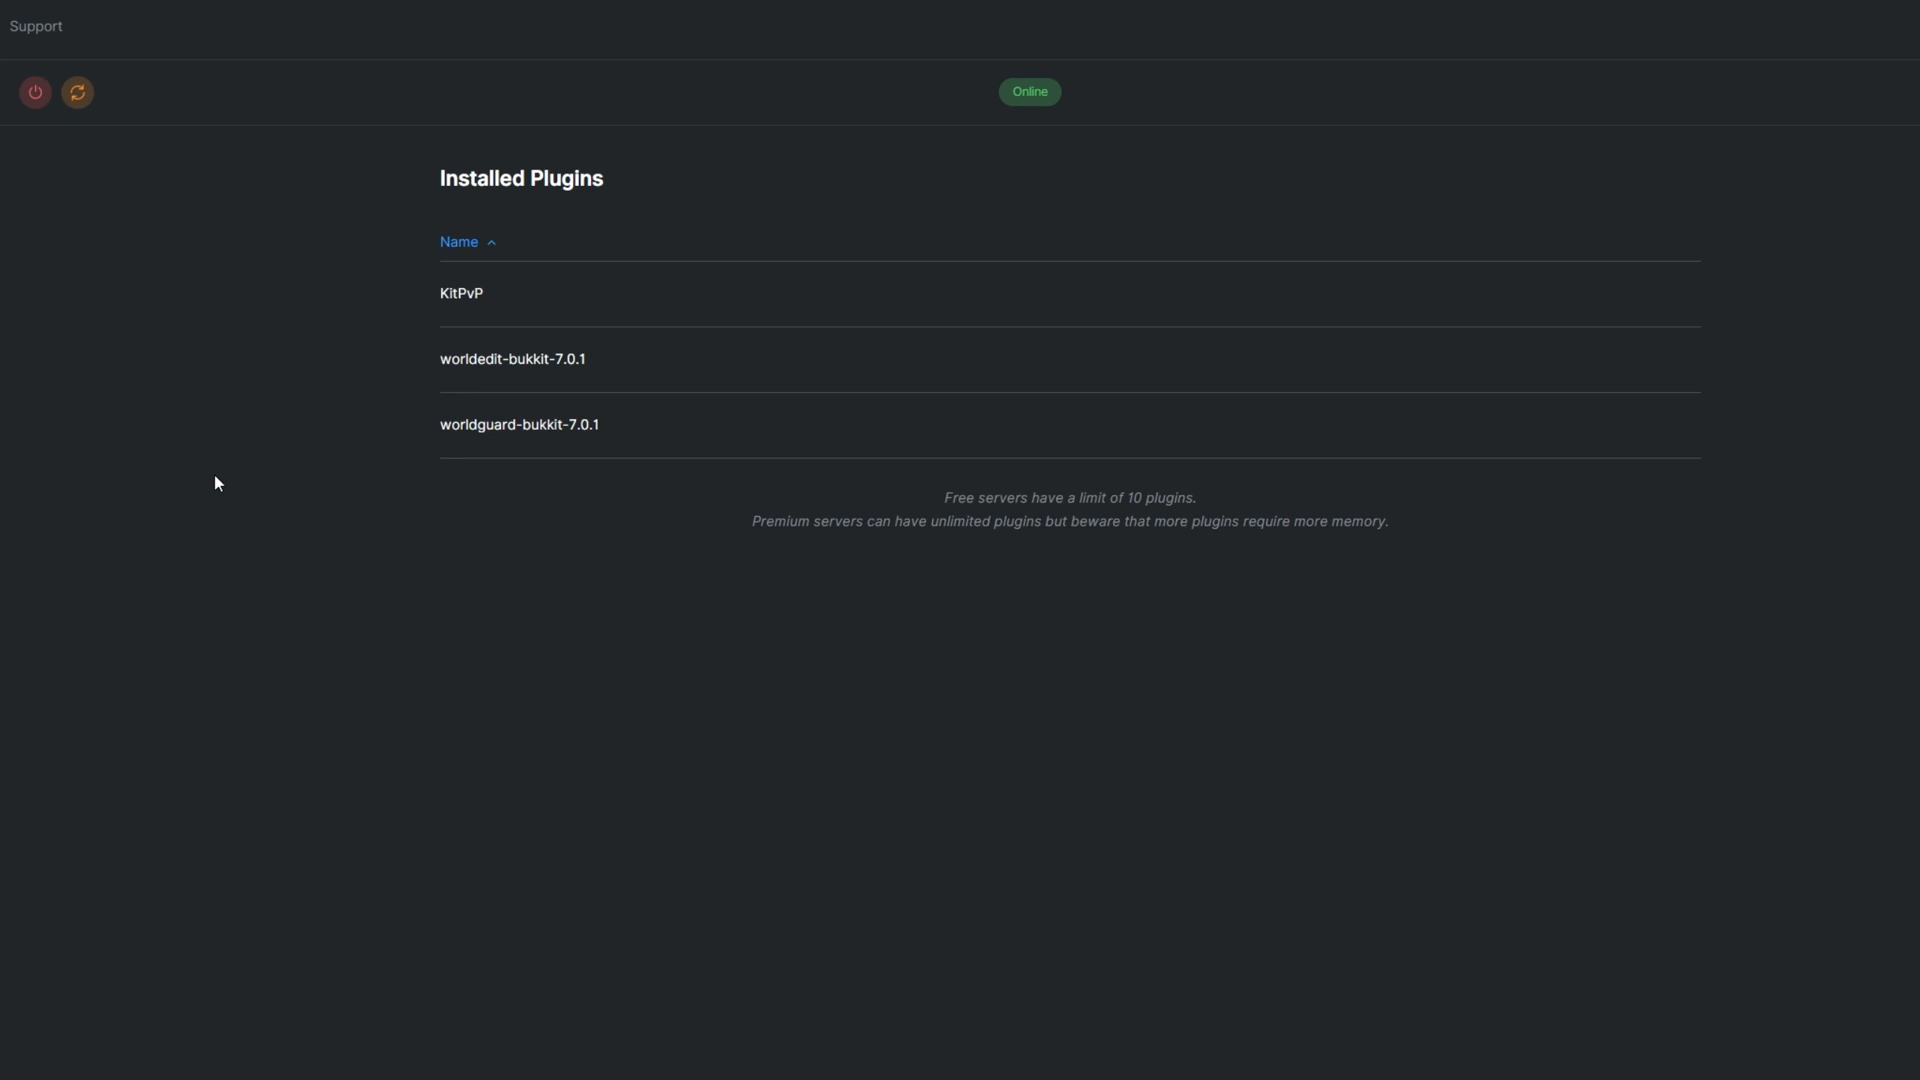 Support
Online
Installed Plugins
Name
KitPvP
worldedit-bukkit-7.0.1
worldguard-bukkit-7.0.1
Free servers have a limit of 10 plugins.
Premium servers can have unlimited plugins but beware that more plugins require more memory.